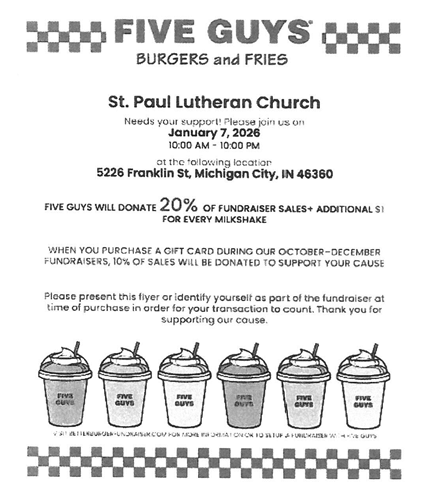 FIVE GUYS®
BURGERS and FRIES
St. Paul Lutheran Church
Needs your support! Please join us on
January 7, 2026
10:00 AM - 10:00 PM
at the following location
5226 Franklin St, Michigan City, IN 46360
FIVE GUYS WILL DONATE 20% OF FUNDRAISER SALES+ ADDITIONAL $1
FOR EVERY MILKSHAKE
WHEN YOU PURCHASE A GIFT CARD DURING OUR OCTOBER-DECEMBER
FUNDRAISERS, 10% OF SALES WILL BE DONATED TO SUPPORT YOUR CAUSE
Please present this flyer or identify yourself as part of the fundraiser at
time of purchase in order for your transaction to count. Thank you for
supporting our cause.
FIVE GUYS FIVE GUYS FIVE GUYS FIVE GUYS FIVE GUYS FIVE GUYS
BETTERBURGERFUNDRAISER.COM FOR MORE INFORMATION OR TO SETUP A FUNDRAISER WITH FIVE GUYS